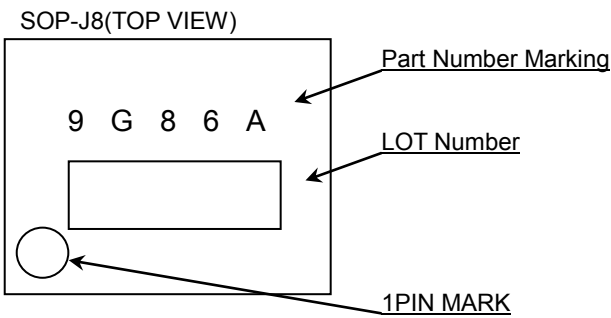 SOP-J8(TOP VIEW)
Part Number Marking
9 G 8 6 A
LOT Number
1PIN MARK